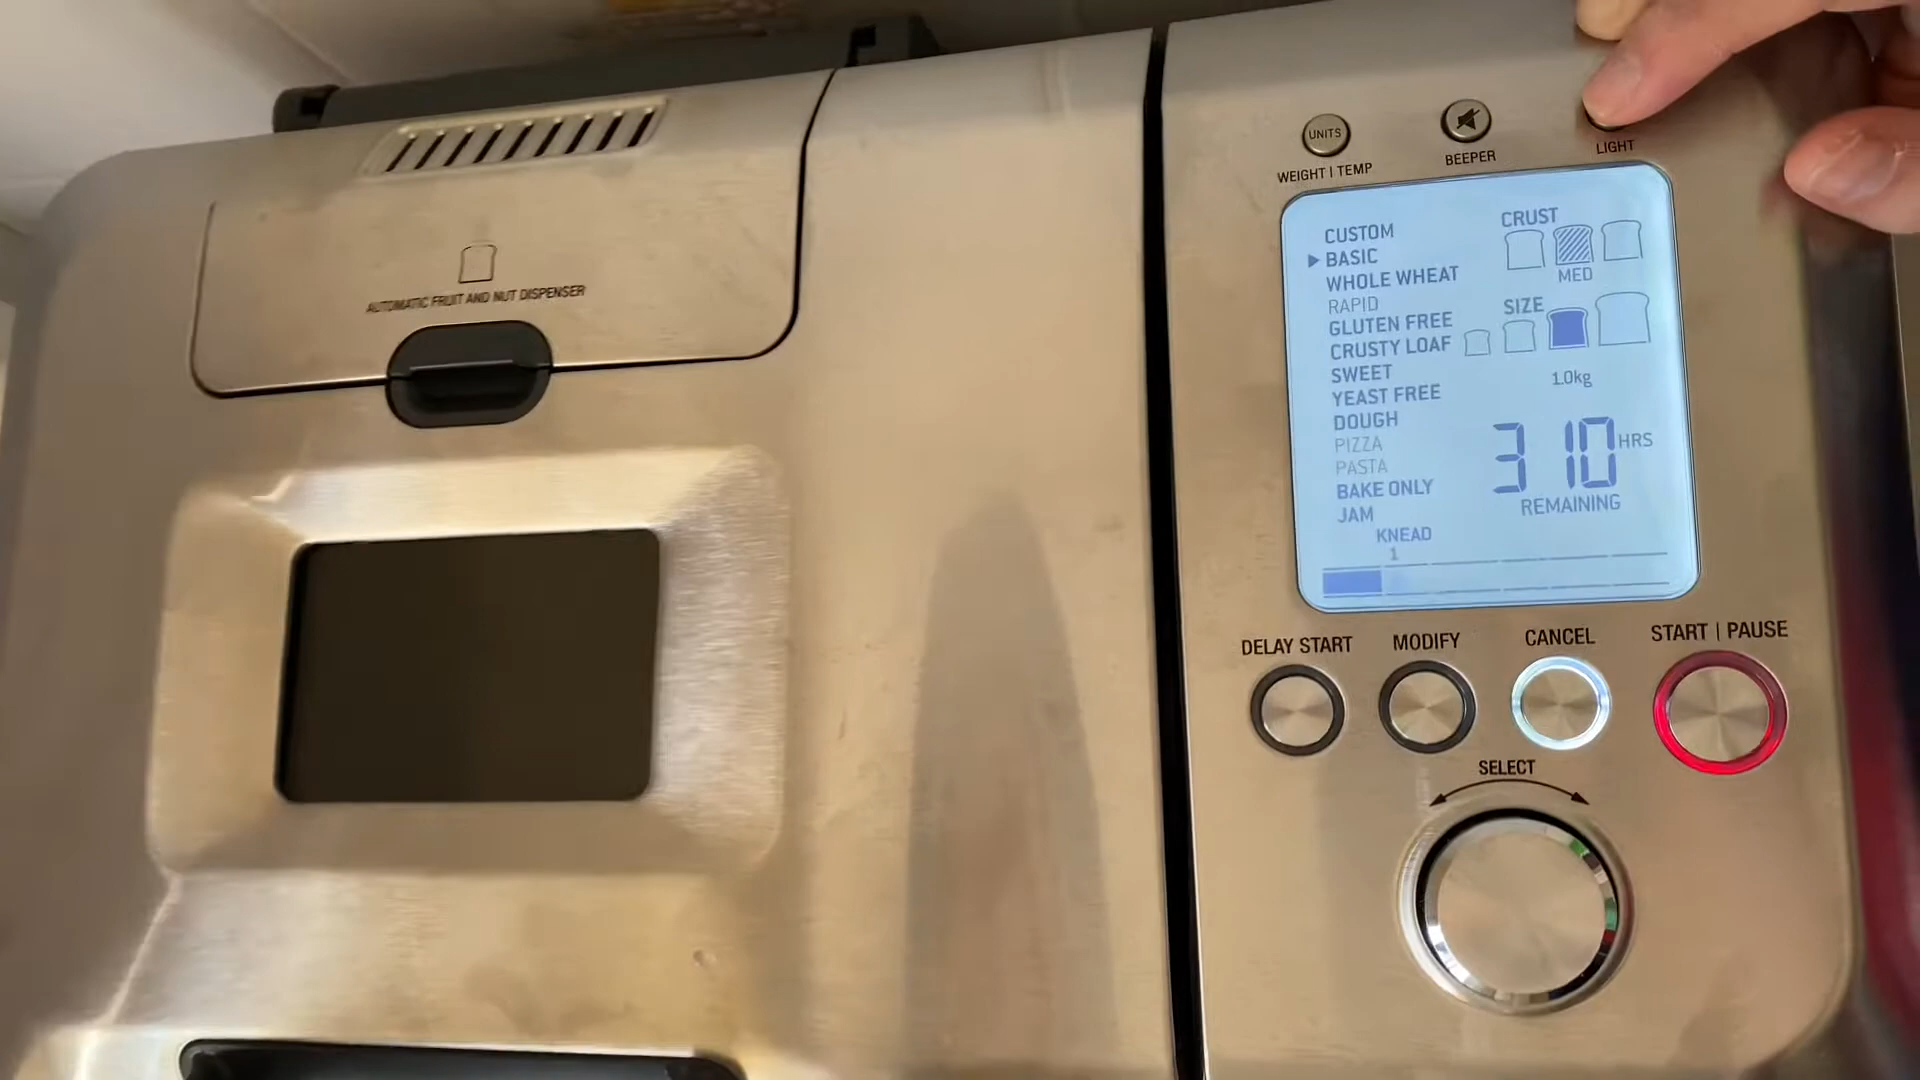 AUTOMATIC FRUIT AND NUT DISPENSER
UNITS
WEIGHT | TEMP
BEEPER
LIGHT
CUSTOM
BASIC
WHOLE WHEAT
RAPID
GLUTEN FREE
CRUSTY LOAF
SWEET
YEAST FREE
DOUGH
PIZZA
PASTA
BAKE ONLY
JAM
CRUST
MED
SIZE
1.0kg
3 10 HRS
REMAINING
KNEAD
1
DELAY START
MODIFY
CANCEL
START | PAUSE
SELECT